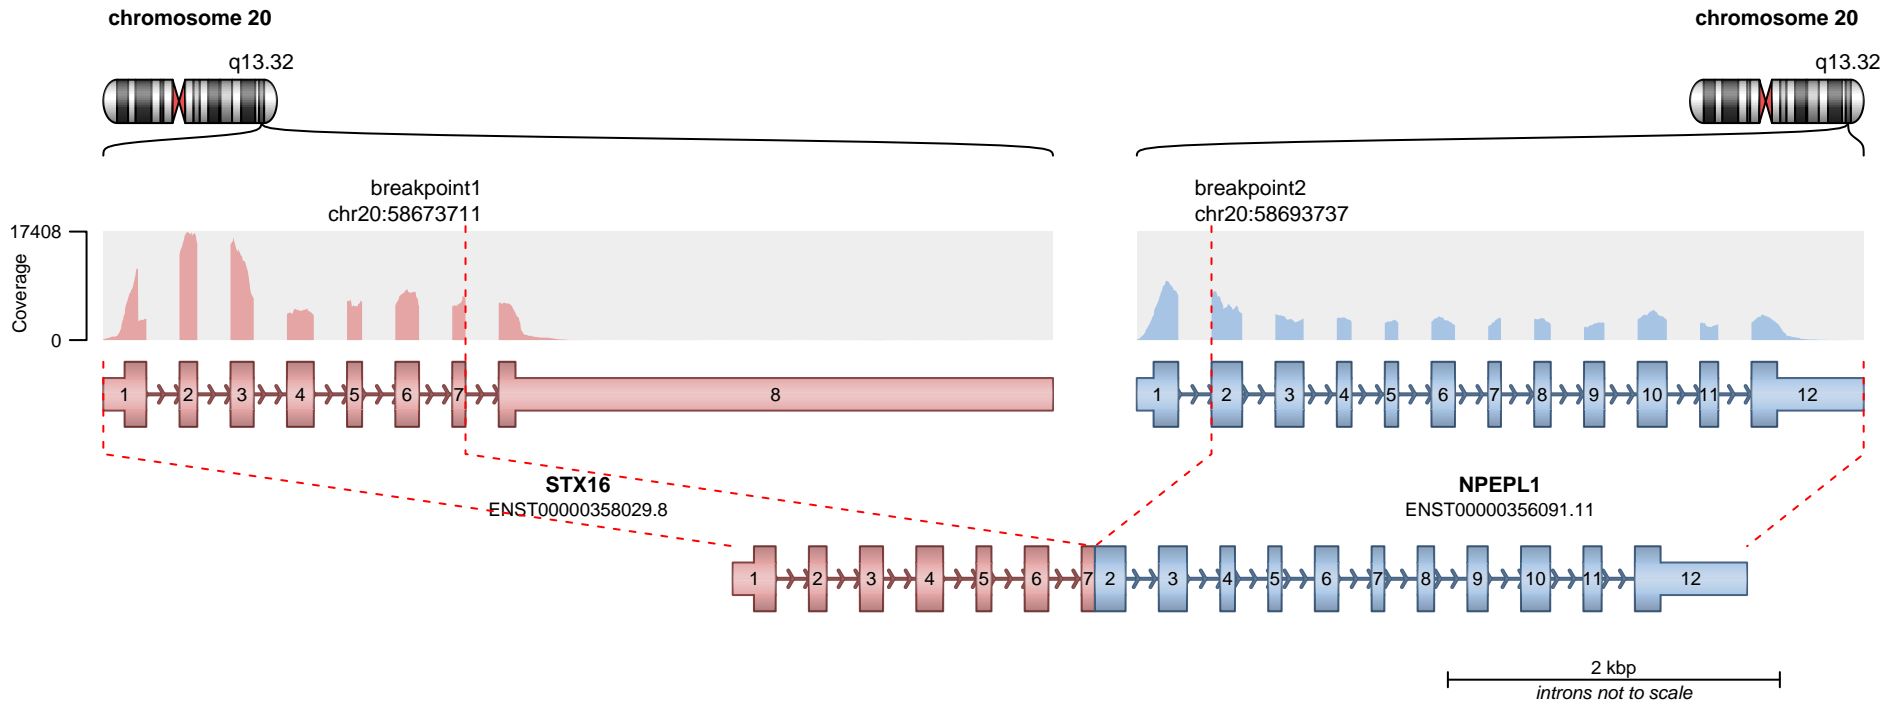 chromosome 20
chromosome 20
q13.32
q13.32
breakpoint1
chr20:58673711
breakpoint2
chr20:58693737
17408
Coverage
0
1 2 3 4 5 6 7 8
1 2 3 4 5 6 7 8 9 10 11 12
STX16
ENST00000358029.8
NPEPL1
ENST00000356091.11
1 2 3 4 5 6 7 2 3 4 5 6 7 8 9 10 11 12
2 kbp
introns not to scale